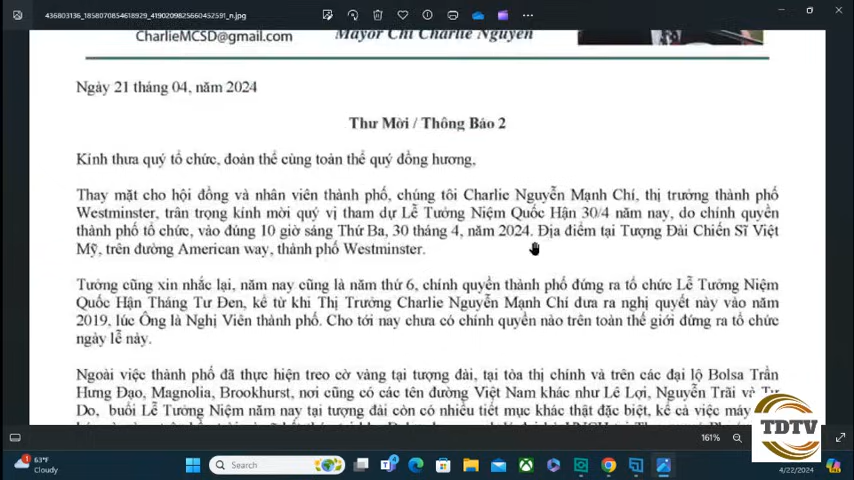 436803136_1858070854618929_4190209825660452591_n.jpg
CharlieMCSD@gmail.com
Mayor Chi Charlie Nguyen
Ngày 21 tháng 04, năm 2024
Thư Mời / Thông Báo 2
Kính thưa quý tổ chức, đoàn thể cùng toàn thể quý đồng hương,
Thay mặt cho hội đồng và nhân viên thành phố, chúng tôi Charlie Nguyễn Mạnh Chí, thị trưởng thành phố
Westminster, trân trọng kính mời quý vị tham dự Lễ Tưởng Niệm Quốc Hận 30/4 năm nay, do chính quyền
thành phố tổ chức, vào đúng 10 giờ sáng Thứ Ba, 30 tháng 4, năm 2024. Địa điểm tại Tượng Đài Chiến Sĩ Việt
Mỹ, trên đường American way, thành phố Westminster.
Tưởng cũng xin nhắc lại, năm nay cũng là năm thứ 6, chính quyền thành phố đứng ra tổ chức Lễ Tưởng Niệm
Quốc Hận Tháng Tư Đen, kể từ khi Thị Trưởng Charlie Nguyễn Mạnh Chí đưa ra nghị quyết này vào năm
2019, lúc Ông là Nghị Viên thành phố. Cho tới nay chưa có chính quyền nào trên toàn thế giới đứng ra tổ chức
ngày lễ này.
Ngoài việc thành phố đã thực hiện treo cờ vàng tại tượng đài, tại tòa thị chính và trên các đại lộ Bolsa Trần
Hưng Đạo, Magnolia, Brookhurst, nơi cũng có các tên đường Việt Nam khác như Lê Lợi, Nguyễn Trãi và Tự
Do, buổi Lễ Tưởng Niệm năm nay tại tượng đài còn có nhiều tiết mục khác thật đặc biệt, kể cả việc máy
TDTV
161%
63°F
Cloudy
Search
4/22/2024